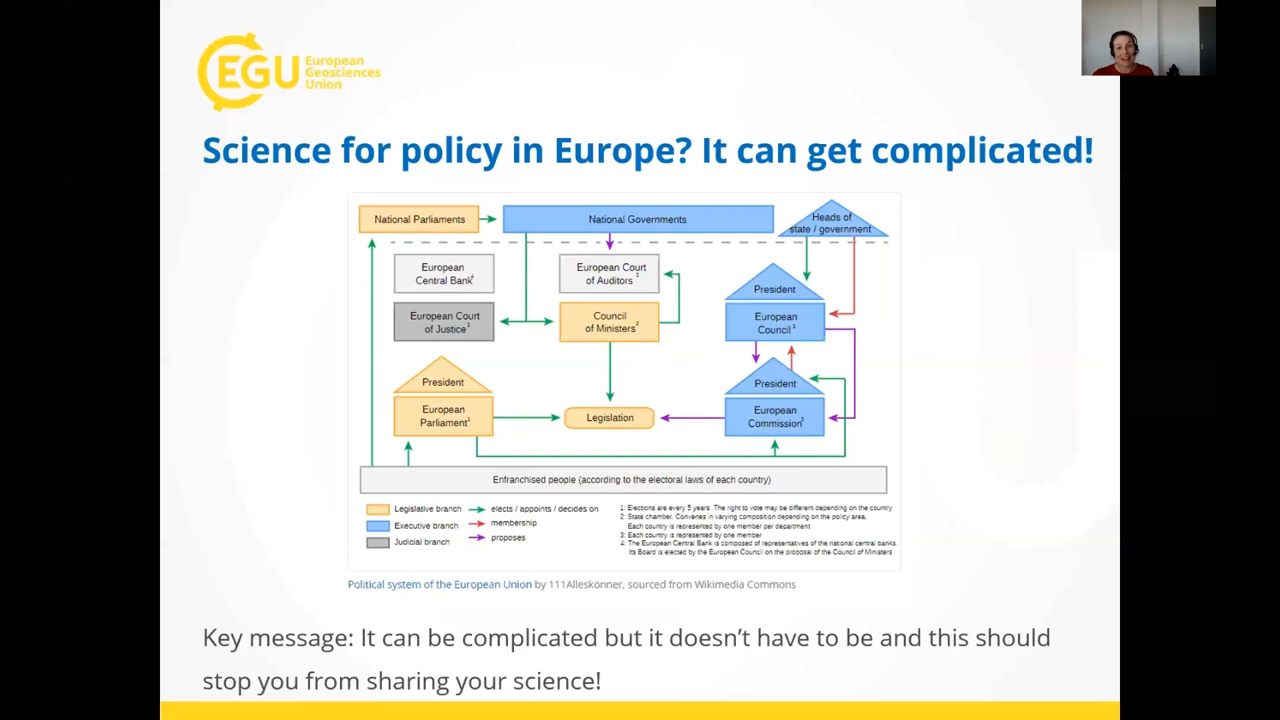 EGU
European
Geosciences
Union
Science for policy in Europe? It can get complicated!
National Parliaments
National Governments
Heads of
state / government
European
Central Bank4
European Court
of Auditors3
President
European Court
of Justice3
Council
of Ministers2
European
Council3
President
President
European
Parliament1
Legislation
European
Commission3
Enfranchised people (according to the electoral laws of each country)
Legislative branch
Executive branch
Judicial branch
elects / appoints / decides on
membership
proposes
1: Elections are every 5 years. The right to vote may be different depending on the country
2: State chamber. Convenes in varying composition depending on the policy area.
Each country is represented by one member per department
3: Each country is represented by one member
4: The European Central Bank is composed of representatives of the national central banks.
Its Board is elected by the European Council on the proposal of the Council of Ministers
Political system of the European Union by 111Alleskönner, sourced from Wikimedia Commons
Key message: It can be complicated but it doesn't have to be and this should
stop you from sharing your science!